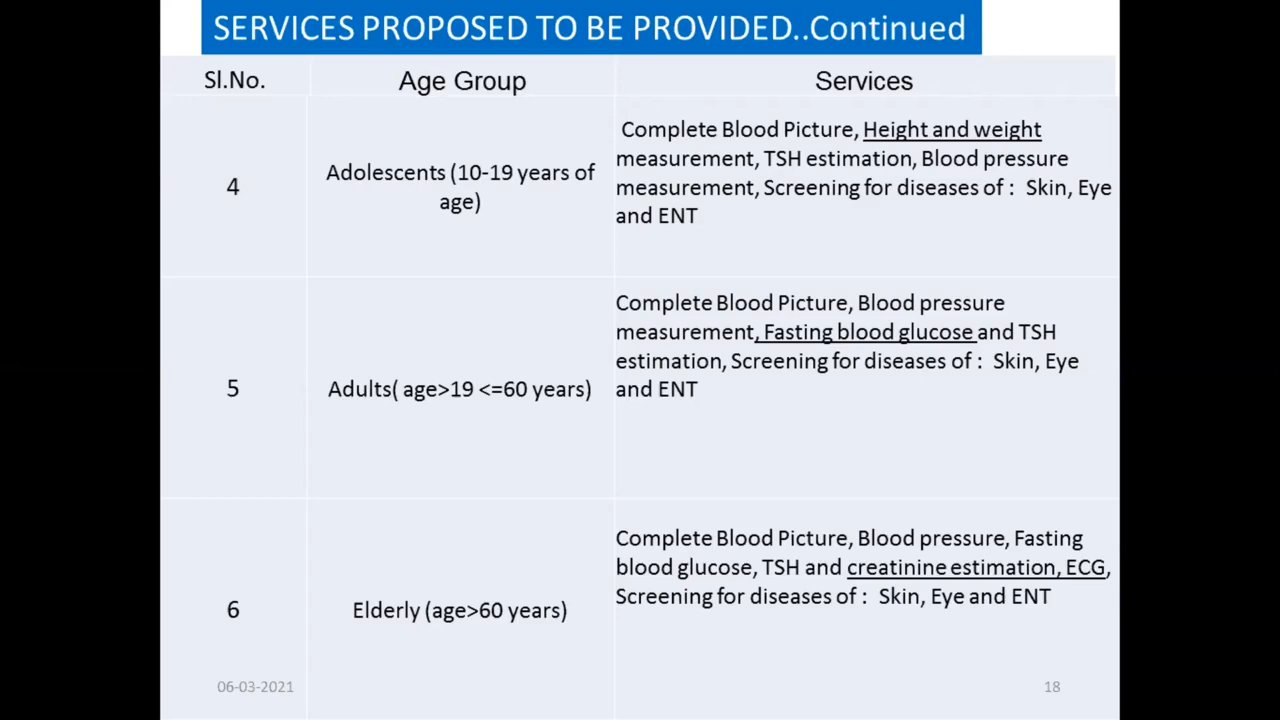 SERVICES PROPOSED TO BE PROVIDED..Continued
Sl.No. Age Group Services
4
Adolescents (10-19 years of
age)
Complete Blood Picture, Height and weight
measurement, TSH estimation, Blood pressure
measurement, Screening for diseases of : Skin, Eye
and ENT
5
Adults( age>19 <=60 years)
Complete Blood Picture, Blood pressure
measurement, Fasting blood glucose and TSH
estimation, Screening for diseases of : Skin, Eye
and ENT
6
Elderly (age>60 years)
Complete Blood Picture, Blood pressure, Fasting
blood glucose, TSH and creatinine estimation, ECG,
Screening for diseases of : Skin, Eye and ENT
06-03-2021
18